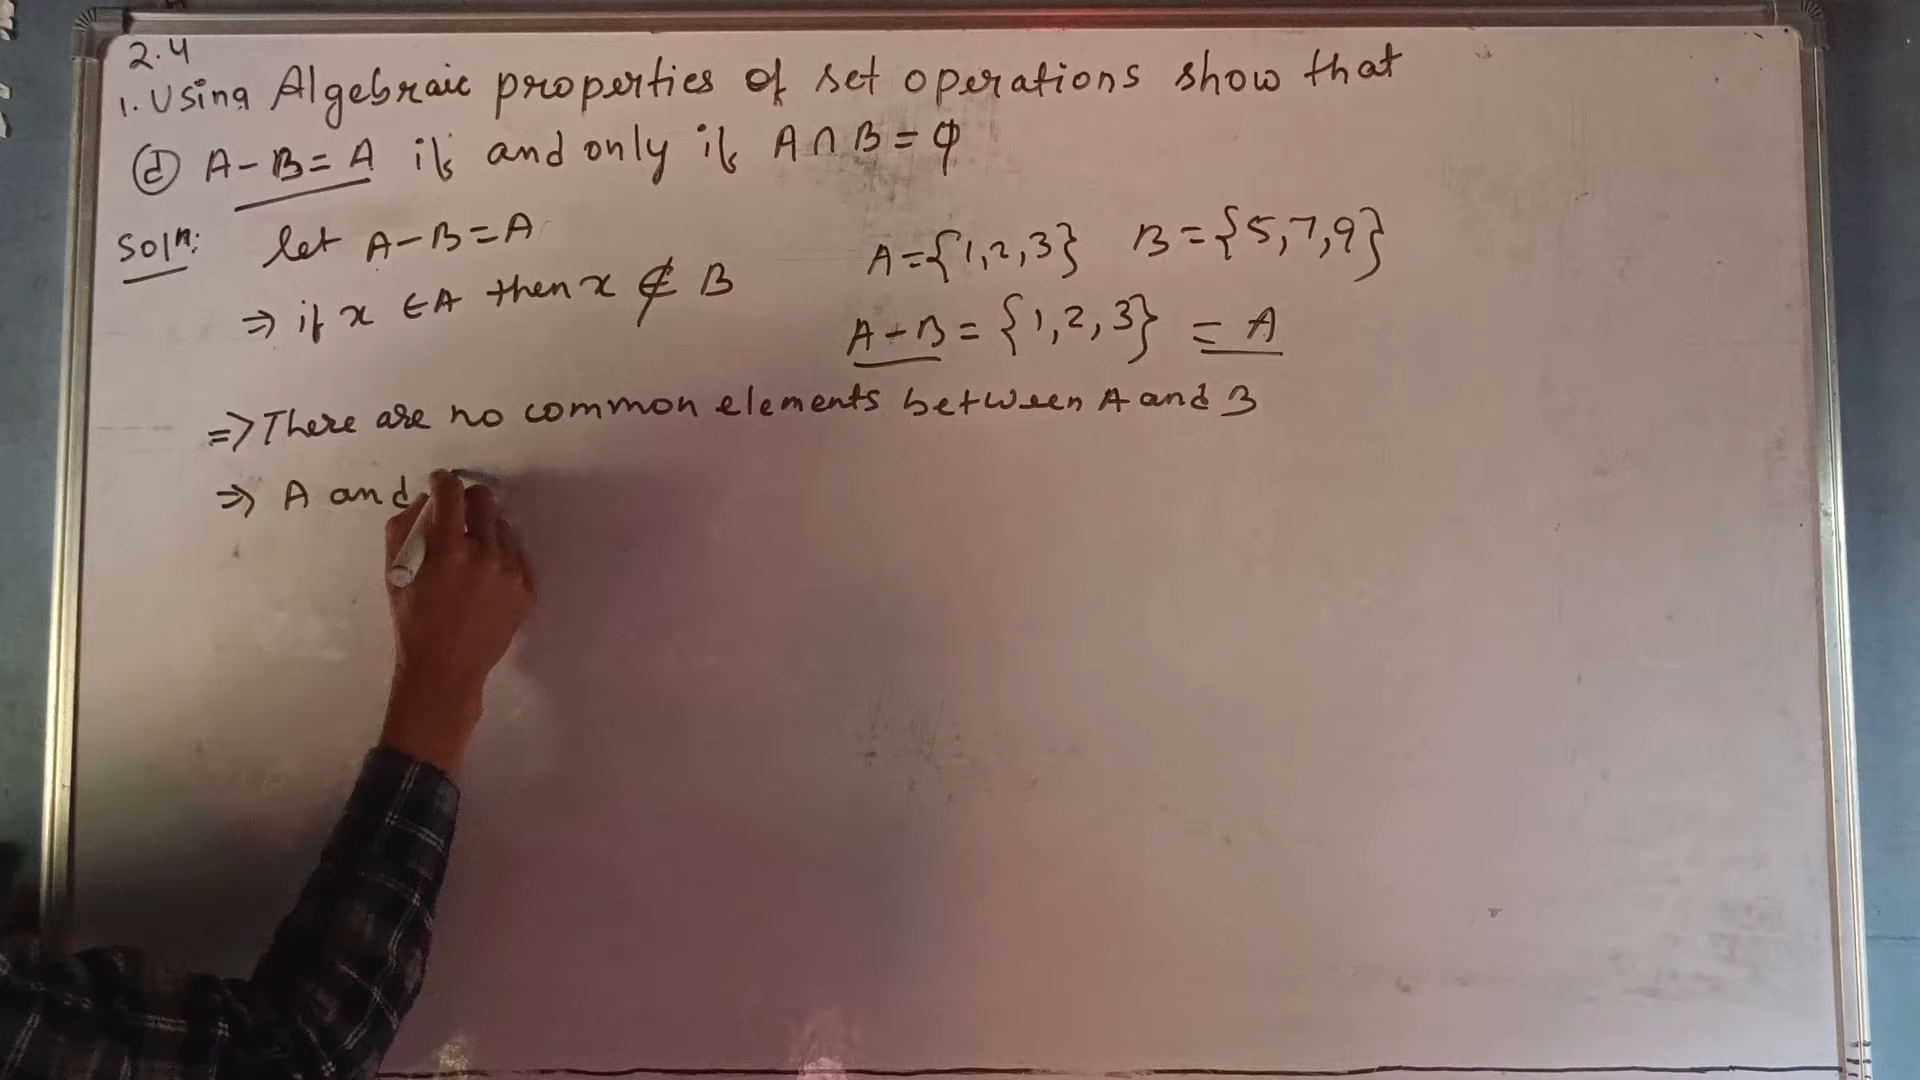 2.4
1. Using Algebraic properties of set operations show that
(d) A - B = A if and only if A ∩ B = φ
Soln: let A - B = A
⇒ if x ∈ A then x ∉ B
A = {1, 2, 3} B = {5, 7, 9}
A - B = {1, 2, 3} = A
⇒ There are no common elements between A and B
⇒ A and